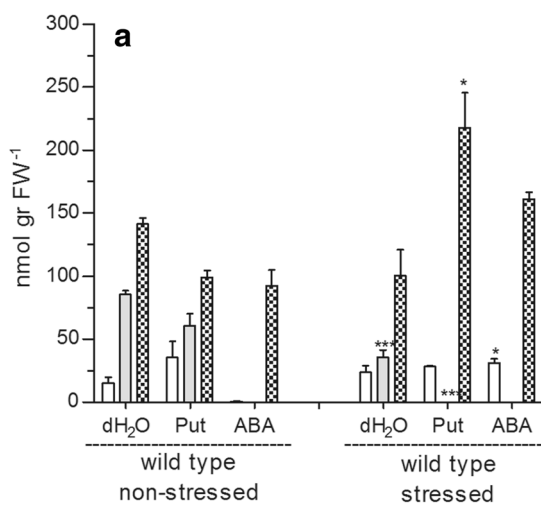 a
300
250
200
150
100
50
0
nmol gr FW⁻¹
*
***
***
*
dH₂O Put ABA dH₂O Put ABA
wild type wild type
non-stressed stressed